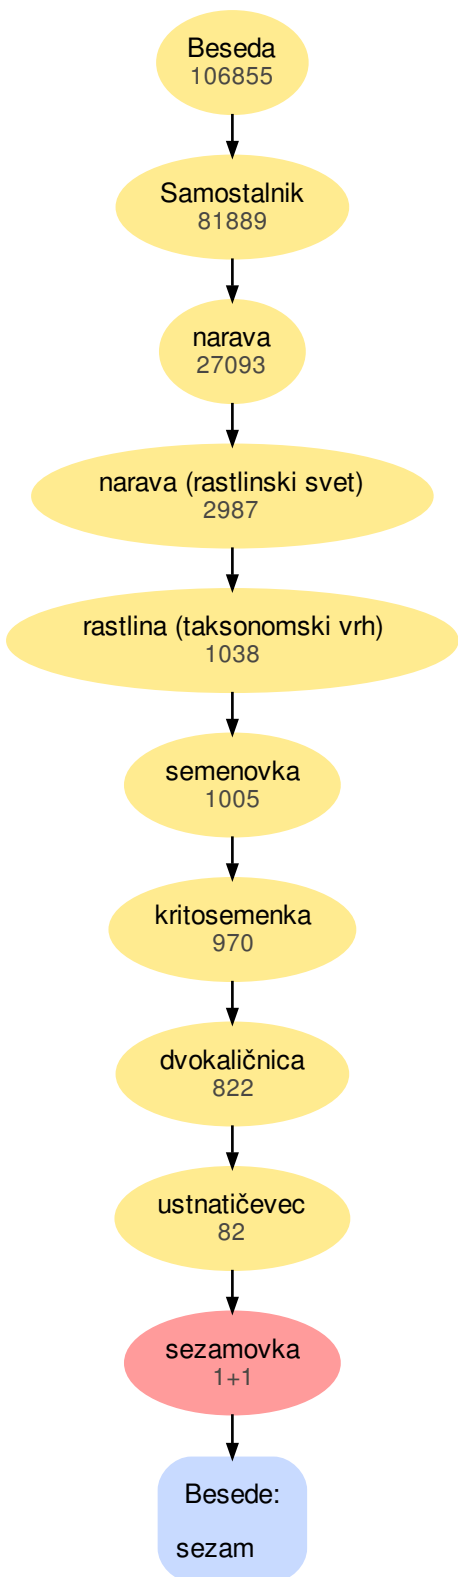 Beseda
106855
Samostalnik
81889
narava
27093
narava (rastlinski svet)
2987
rastlina (taksonomski vrh)
1038
semenovka
1005
kritosemenka
970
dvokaličnica
822
ustnatičevec
82
sezamovka
1+1
Besede:
sezam